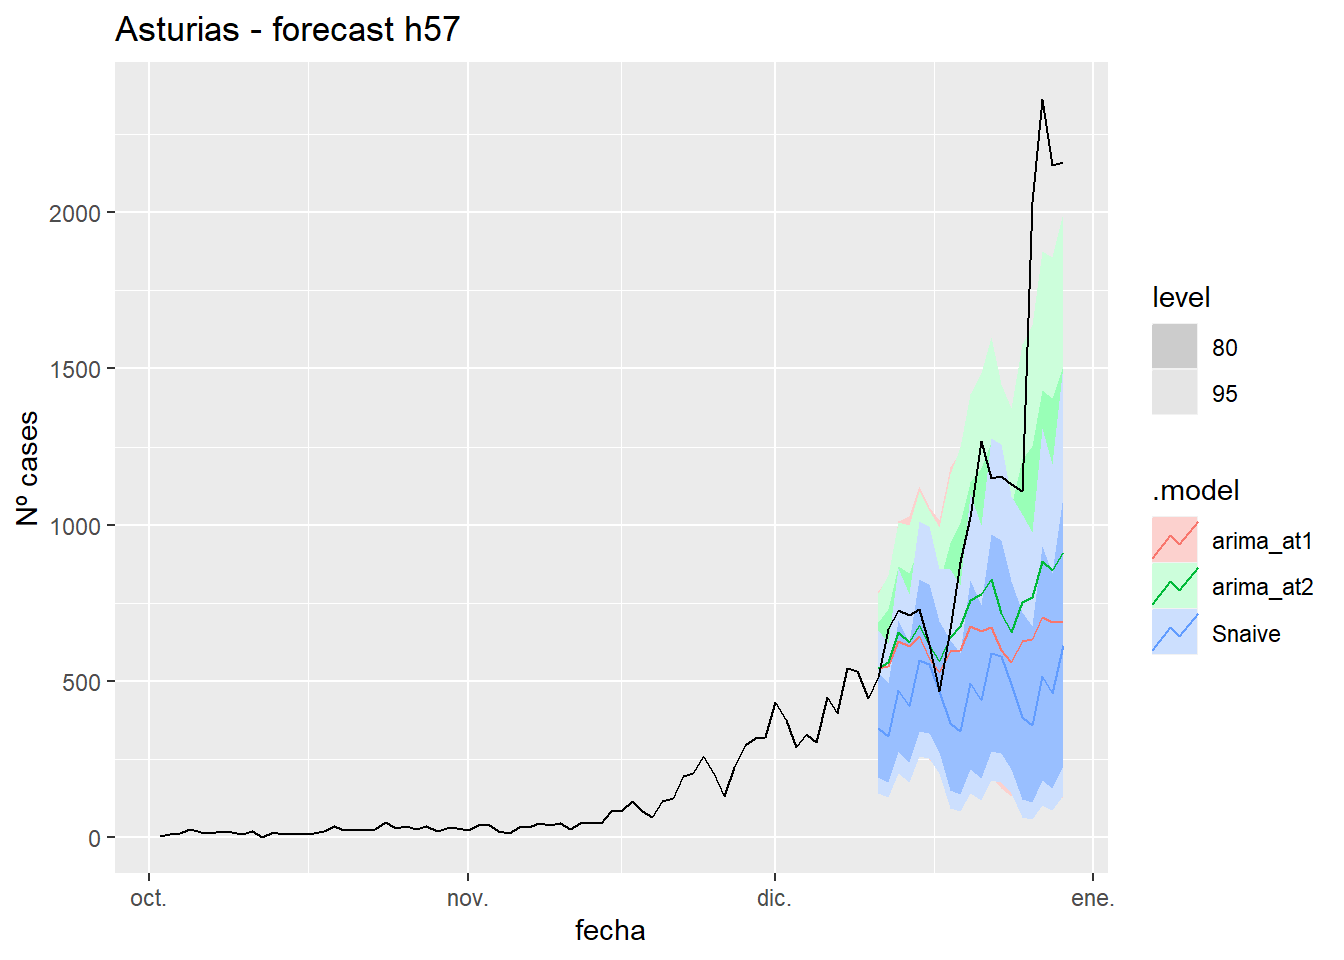 Asturias - forecast h57
Nº cases
2000
1500
1000
500
0
oct.
nov.
dic.
ene.
fecha
level
80
95
.model
arima_at1
arima_at2
Snaive